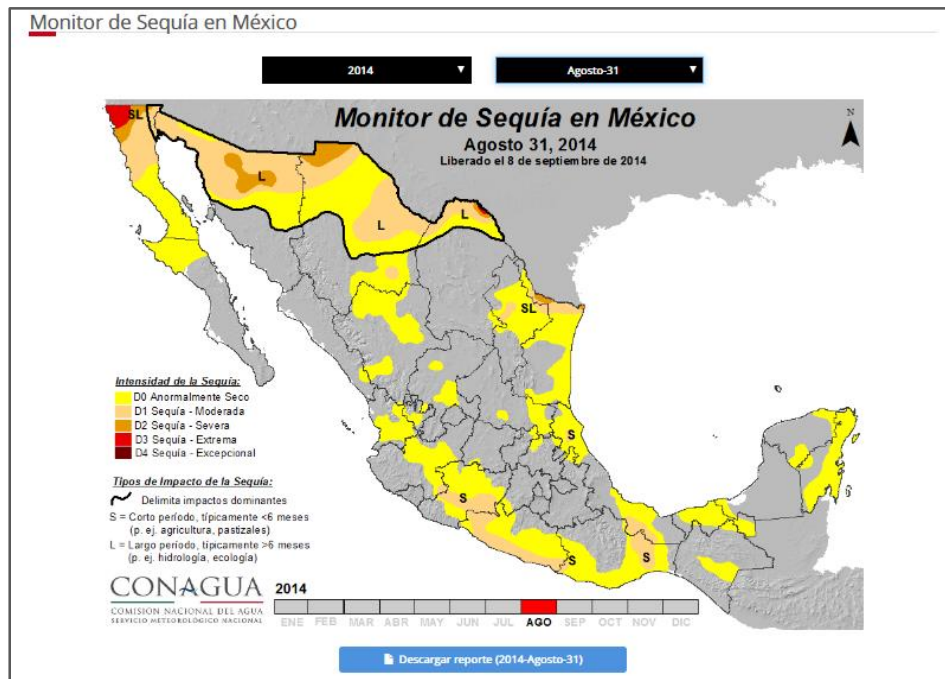 Monitor de Sequía en México
2014
Agosto-31
Monitor de Sequía en México
Agosto 31, 2014
Liberado el 8 de septiembre de 2014
N
SL
L
L
L
SL
S
S
S
S
Intensidad de la Sequía:
D0 Anormalmente Seco
D1 Sequía - Moderada
D2 Sequía - Severa
D3 Sequía - Extrema
D4 Sequía - Excepcional
Tipos de Impacto de la Sequía:
Delimita impactos dominantes
S = Corto período, típicamente <6 meses
(p. ej. agricultura, pastizales)
L = Largo período, típicamente >6 meses
(p. ej. hidrología, ecología)
CONAGUA
COMISIÓN NACIONAL DEL AGUA
SERVICIO METEOROLÓGICO NACIONAL
2014
ENE FEB MAR ABR MAY JUN JUL AGO SEP OCT NOV DIC
Descargar reporte (2014-Agosto-31)